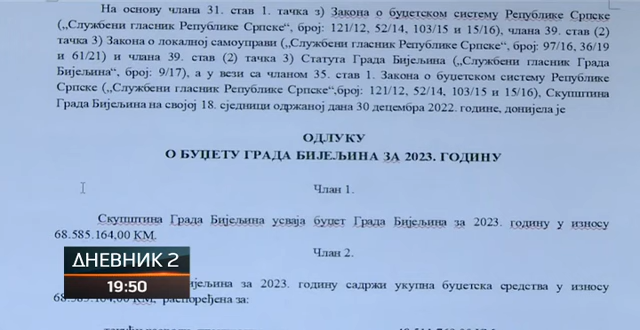 На основу члана 31. став 1. тачка з) Закона о буџетском систему Републике Српске
(„Службени гласник Републике Српске“, број: 121/12, 52/14, 103/15 и 15/16), члана 39. став (2)
тачка 3) Закона о локалној самоуправи („Службени гласник Републике Српске“, број: 97/16, 36/19
и 61/21) и члана 39. став (2) тачка 3) Статута Града Бијељина („Службени гласник Града
Бијељина“, број: 9/17), а у вези са чланом 35. став 1. Закона о буџетском систему Републике
Српске („Службени гласник Републике Српске“,број: 121/12, 52/14, 103/15 и 15/16), Скупштина
Града Бијељина на својој 18. сједници одржаној дана 30 децембра 2022. године, донијела је
ОДЛУКУ
О БУЏЕТУ ГРАДА БИЈЕЉИНА ЗА 2023. ГОДИНУ
Члан 1.
Скупштина Града Бијељина усваја буџет Града Бијељина за 2023. годину у износу
68.585.164,00 КМ.
Члан 2.
ДНЕВНИК 2
19:50
бијељина за 2023. годину садржи укупна буџетска средства у износу
68.585.164,00 КМ, распоређена за: